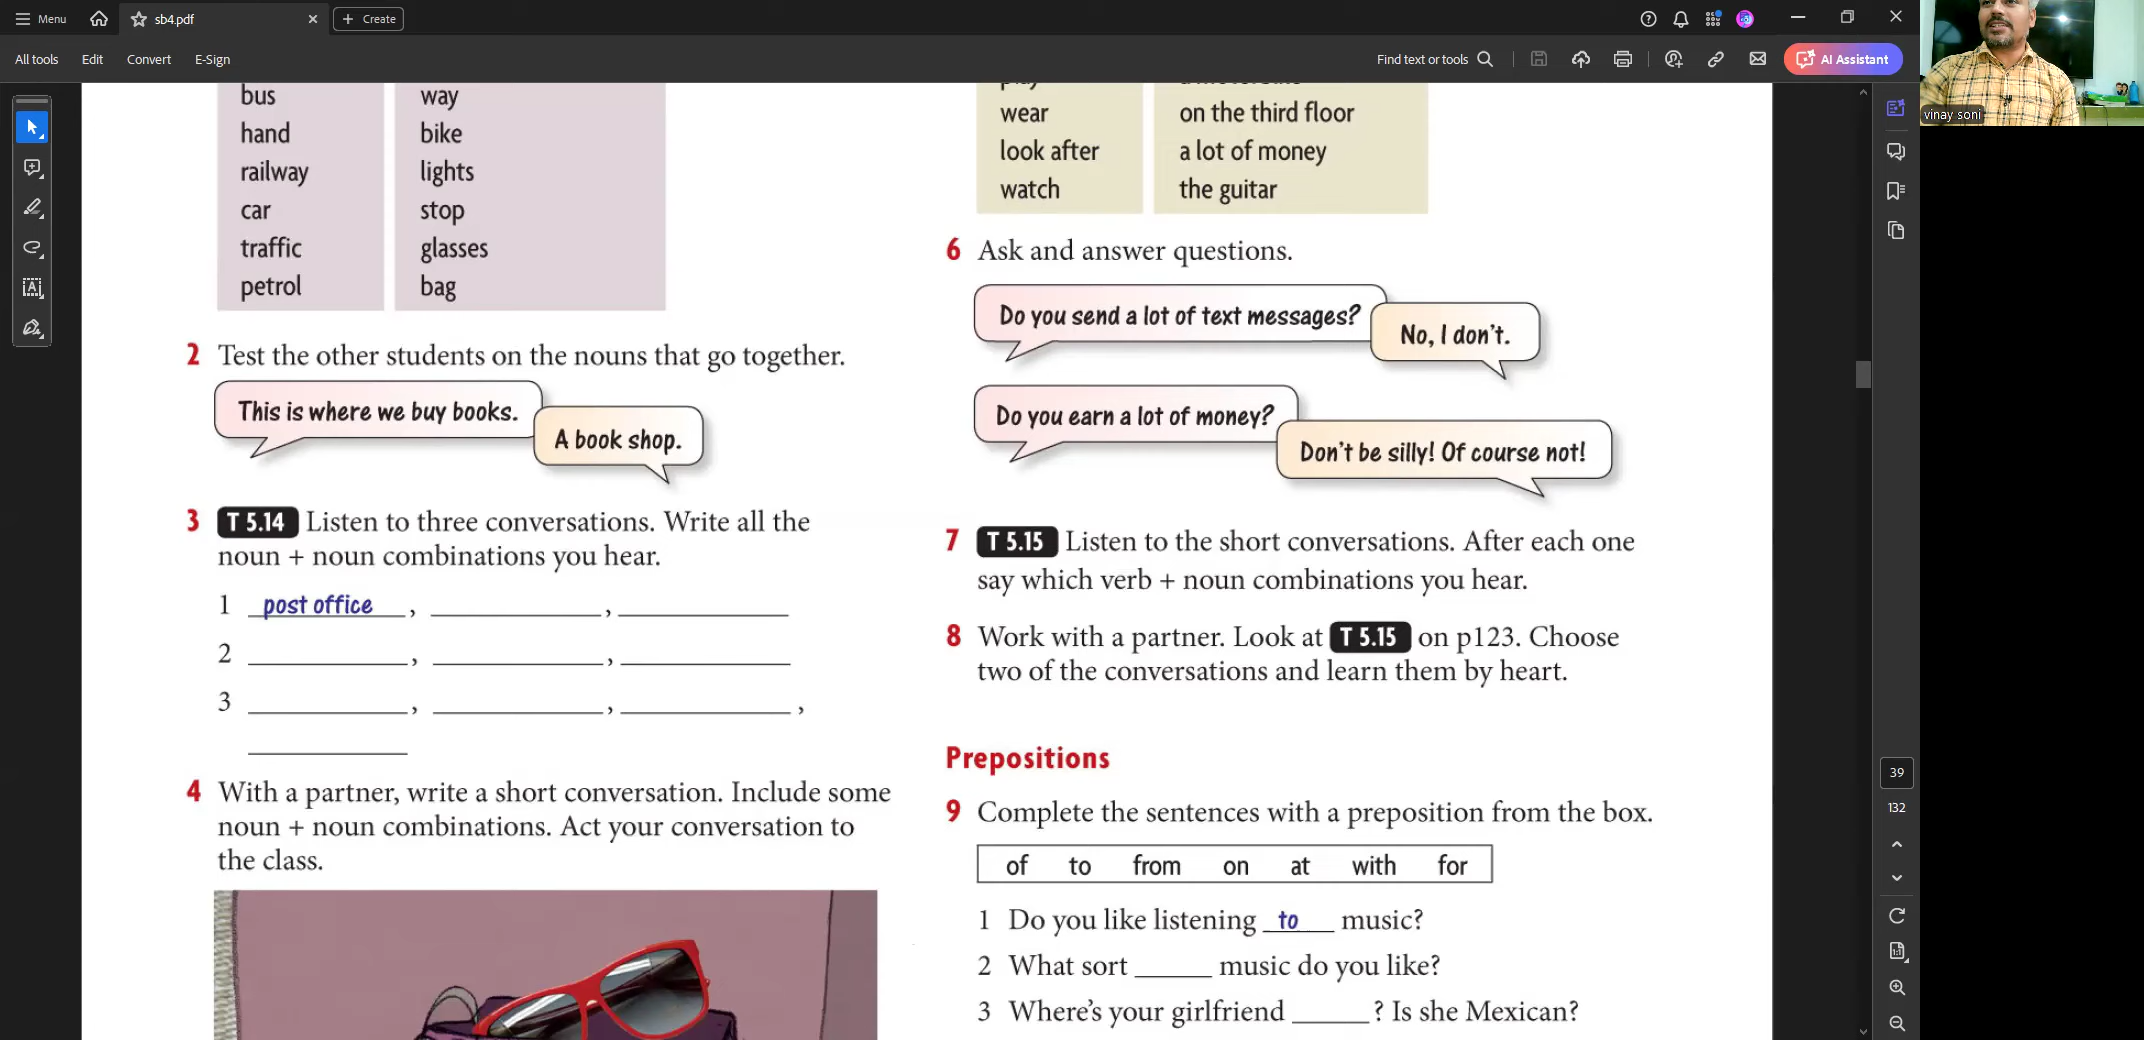 Menu
sb4.pdf
Create
All tools
Edit
Convert
E-Sign
Find text or tools
AI Assistant
vinay soni
bus way
hand bike
railway lights
car stop
traffic glasses
petrol bag
2 Test the other students on the nouns that go together.
This is where we buy books.
A book shop.
3 T 5.14 Listen to three conversations. Write all the
noun + noun combinations you hear.
1 post office , ,
2 , ,
3 , , ,
4 With a partner, write a short conversation. Include some
noun + noun combinations. Act your conversation to
the class.
wear on the third floor
look after a lot of money
watch the guitar
6 Ask and answer questions.
Do you send a lot of text messages?
No, I don't.
Do you earn a lot of money?
Don't be silly! Of course not!
7 T 5.15 Listen to the short conversations. After each one
say which verb + noun combinations you hear.
8 Work with a partner. Look at T 5.15 on p123. Choose
two of the conversations and learn them by heart.
Prepositions
9 Complete the sentences with a preposition from the box.
of to from on at with for
1 Do you like listening to music?
2 What sort _____ music do you like?
3 Where's your girlfriend _____ ? Is she Mexican?
39
132